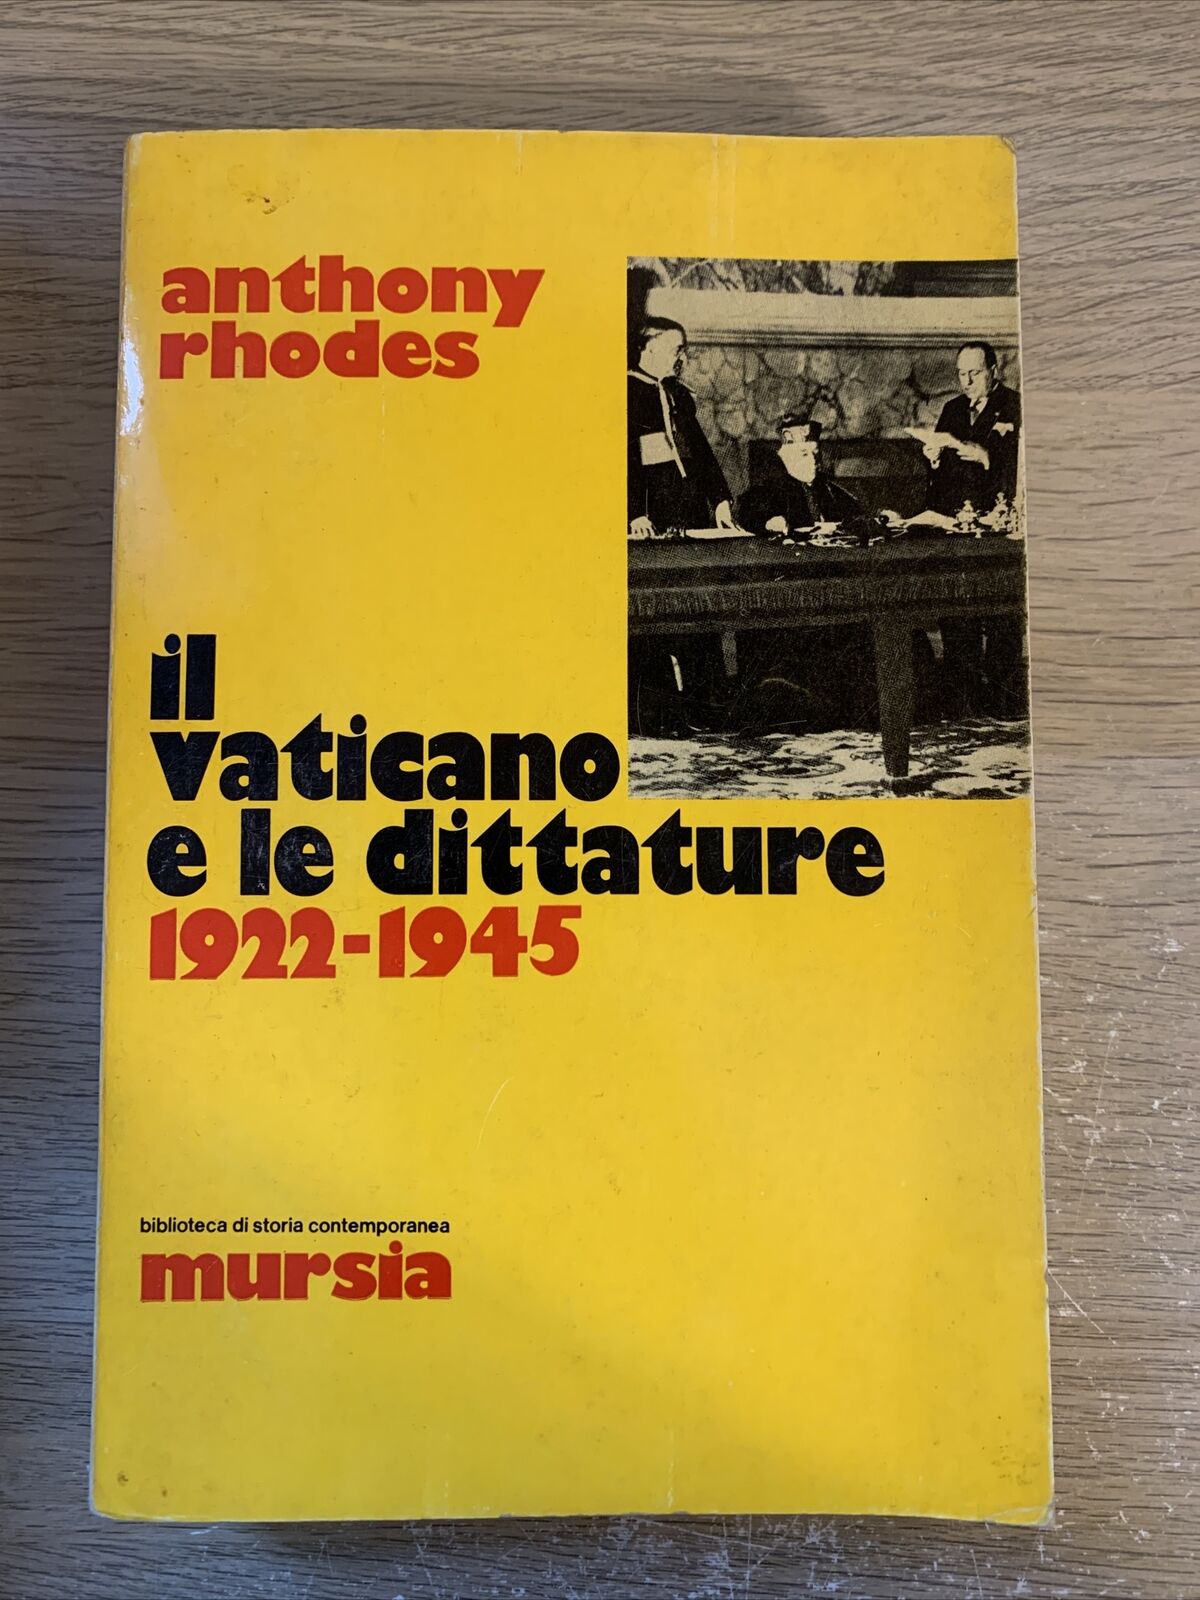 anthony
rhodes
il
vaticano
e le dittature
1922-1945
biblioteca di storia contemporanea
mursia